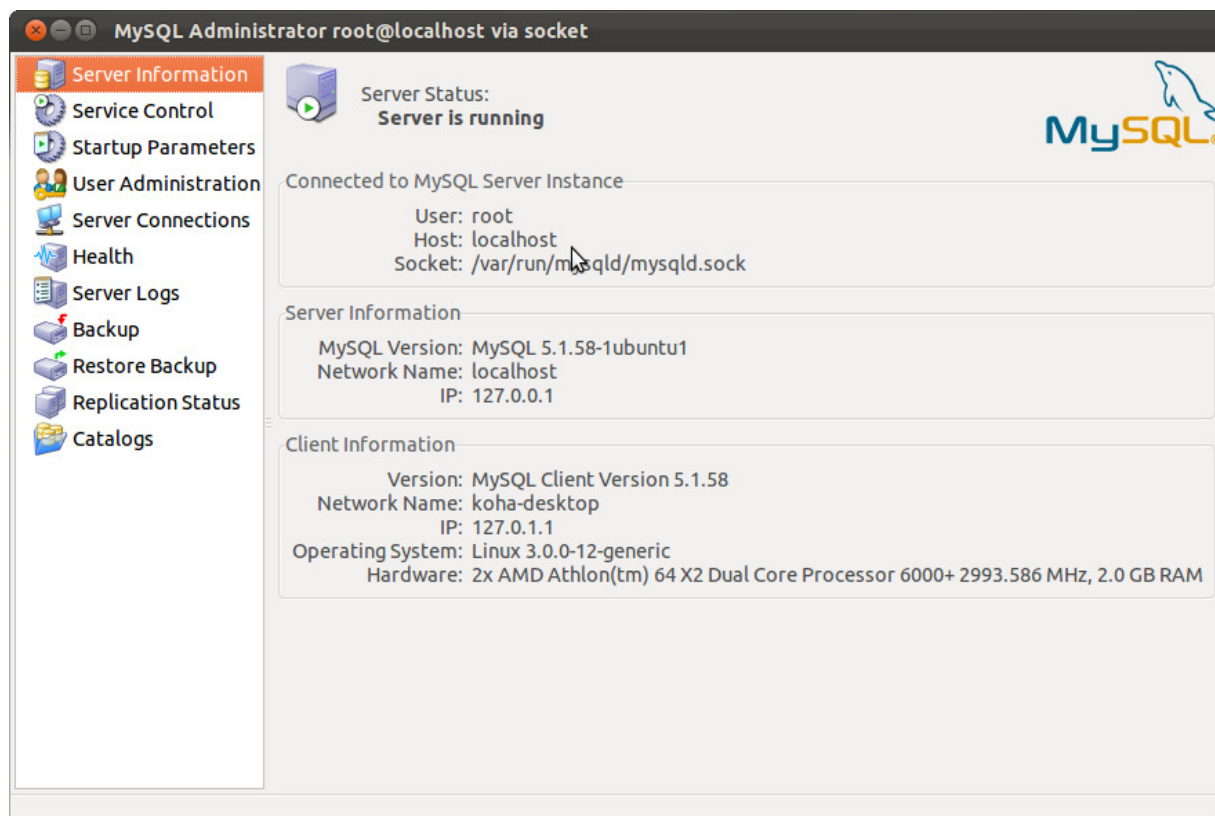 MySQL Administrator root@localhost via socket
Server Information
Service Control
Startup Parameters
User Administration
Server Connections
Health
Server Logs
Backup
Restore Backup
Replication Status
Catalogs
Server Status:
Server is running
MySQL
Connected to MySQL Server Instance
User: root
Host: localhost
Socket: /var/run/mysqld/mysqld.sock
Server Information
MySQL Version: MySQL 5.1.58-1ubuntu1
Network Name: localhost
IP: 127.0.0.1
Client Information
Version: MySQL Client Version 5.1.58
Network Name: koha-desktop
IP: 127.0.1.1
Operating System: Linux 3.0.0-12-generic
Hardware: 2x AMD Athlon(tm) 64 X2 Dual Core Processor 6000+ 2993.586 MHz, 2.0 GB RAM